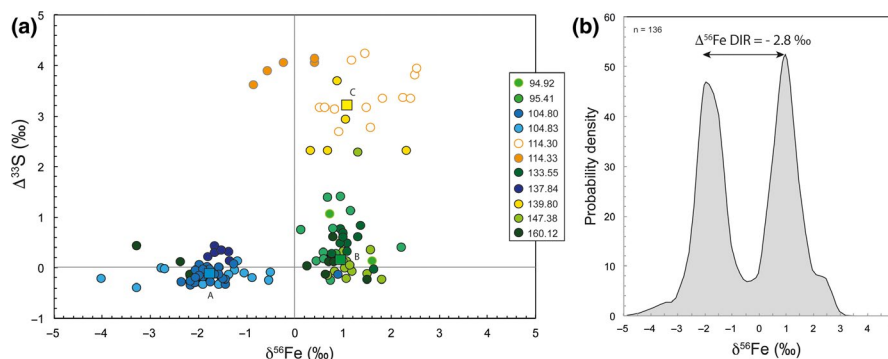 (a)
5
4
3
2
1
0
−1
Δ³³S (‰)
−5 −4 −3 −2 −1 0 1 2 3 4 5
δ⁵⁶Fe (‰)
A
B
C
94.92
95.41
104.80
104.83
114.30
114.33
133.55
137.84
139.80
147.38
160.12
(b)
n = 136
Δ⁵⁶Fe DIR = - 2.8 ‰
60
50
40
30
20
10
0
Probability density
−5 −4 −3 −2 −1 0 1 2 3 4
δ⁵⁶Fe (‰)